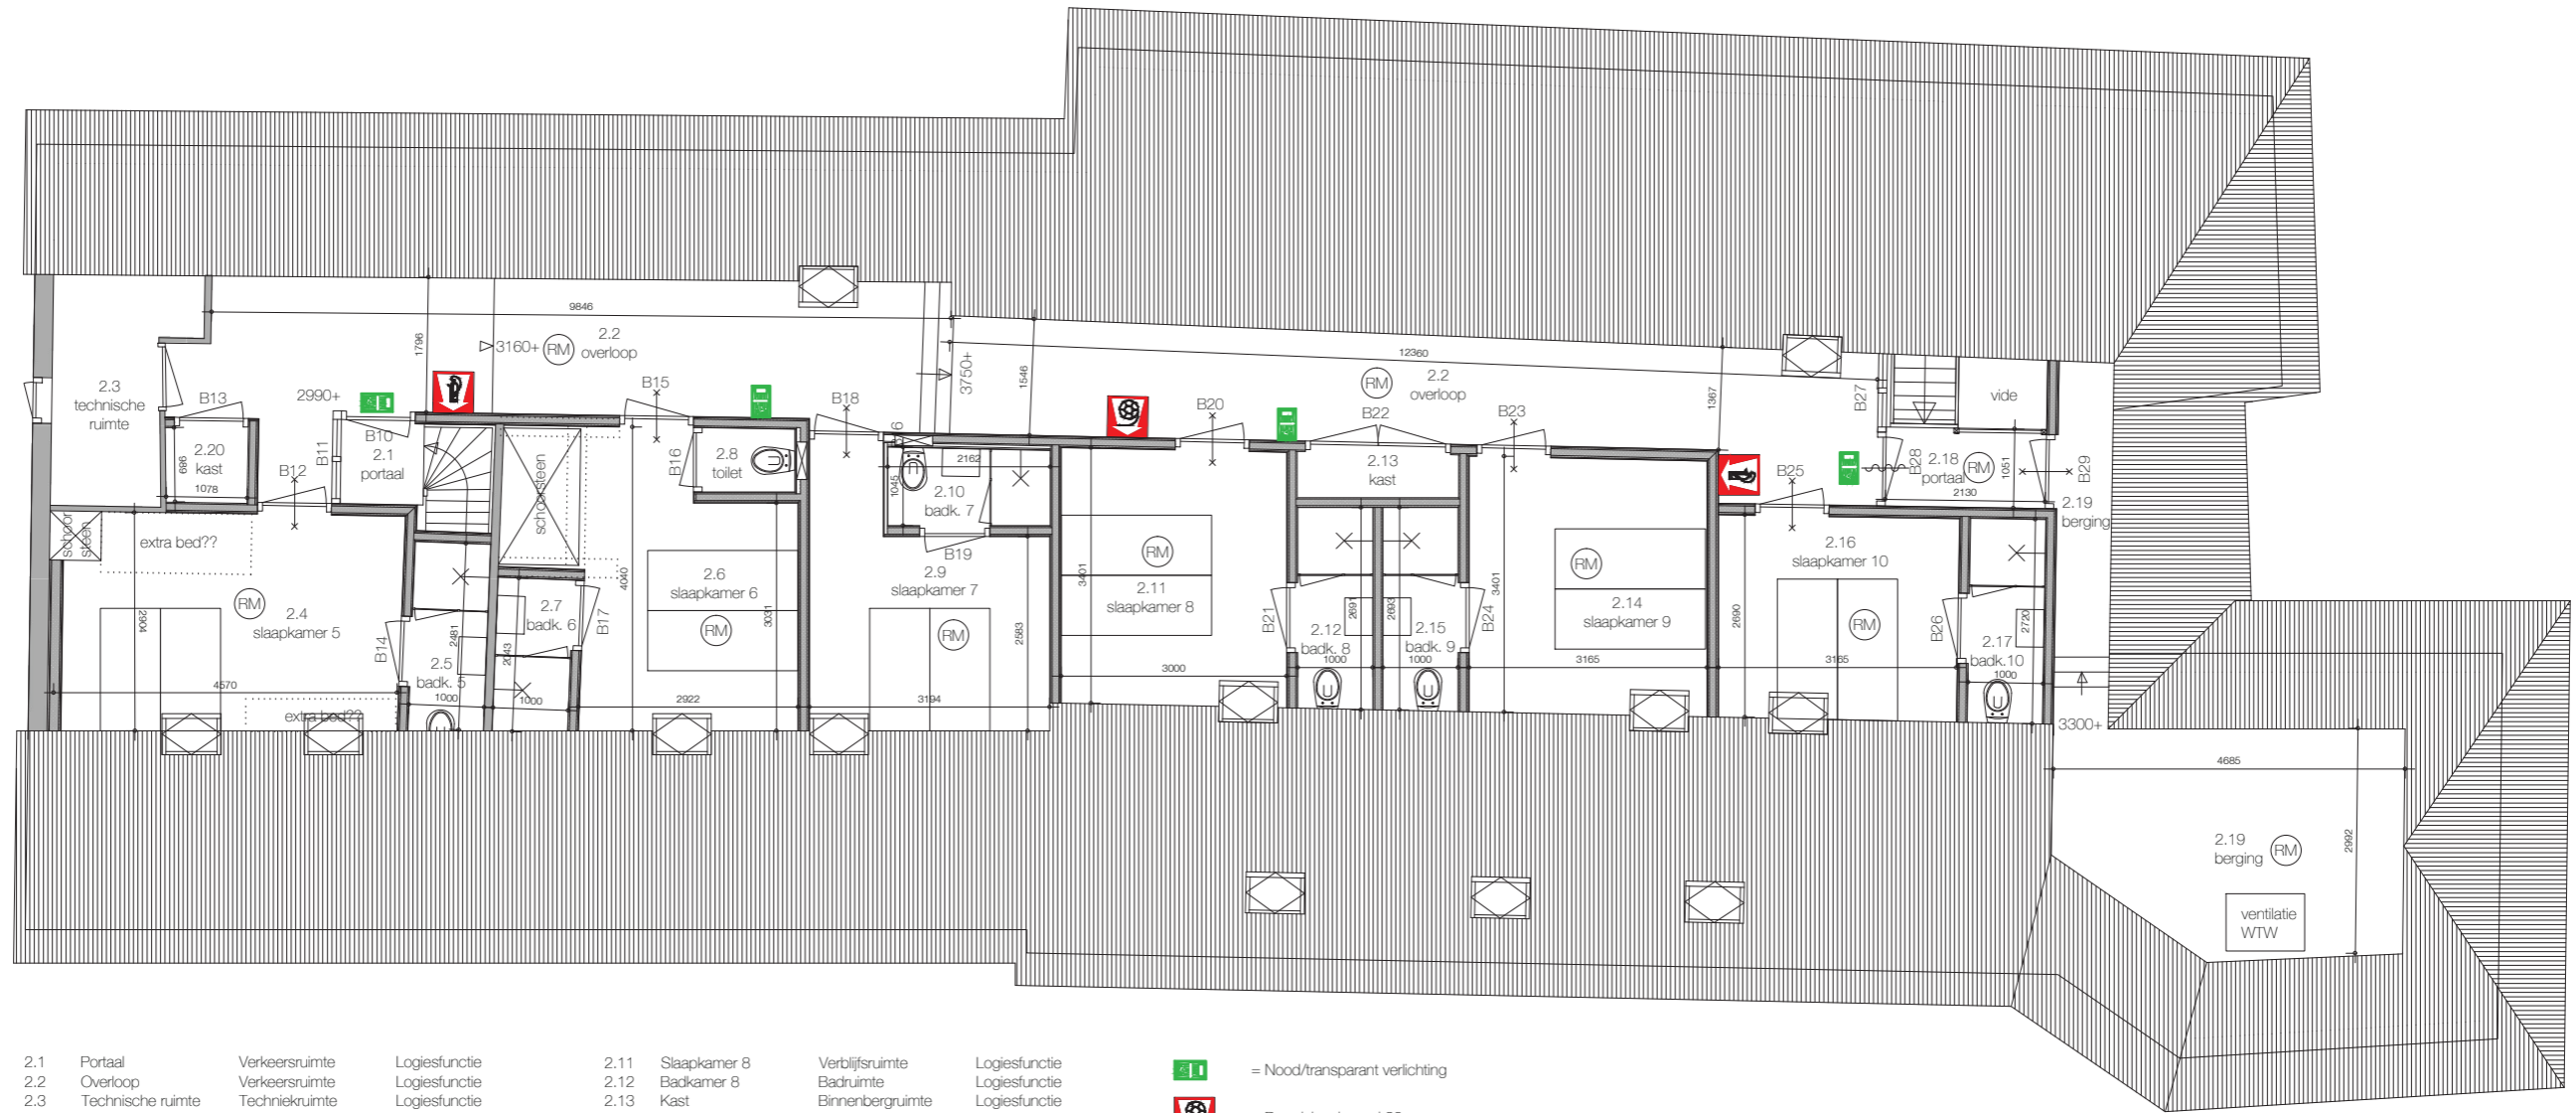 9846
1796
3160+
RM
2.2
overloop
3750+
1546
12360
RM
2.2
overloop
1367
B27
vide
2.3
technische
ruimte
B13
2990+
B15
B18
B20
B22
B23
2.20
kast
989
1078
B12
B11
B10
2.1
portaal
schoorsteen
B16
2.8
toilet
2162
1045
2.10
badk. 7
B19
2.13
kast
B25
B28
2.18
portaal
RM
1051
2130
B29
2.19
berging
schoor
steen
extra bed??
2904
RM
2.4
slaapkamer 5
4570
extra bed??
B14
2481
2.5
badk. 5
1000
2043
2.7
badk. 6
1000
B17
4040
2.6
slaapkamer 6
RM
3031
2922
2.9
slaapkamer 7
RM
2583
3194
3401
RM
2.11
slaapkamer 8
3000
B21
2691
2.12
badk. 8
1000
2693
2.15
badk. 9
1000
B24
3401
RM
2.14
slaapkamer 9
3165
2690
2.16
slaapkamer 10
RM
3165
B26
2720
2.17
badk.10
1000
3300+
4685
2992
2.19
berging
RM
ventilatie
WTW
2.1 Portaal Verkeersruimte Logiesfunctie
2.2 Overloop Verkeersruimte Logiesfunctie
2.3 Technische ruimte Techniekruimte Logiesfunctie
2.11 Slaapkamer 8 Verblijfsruimte Logiesfunctie
2.12 Badkamer 8 Badruimte Logiesfunctie
2.13 Kast Binnenbergruimte Logiesfunctie
= Nood/transparant verlichting